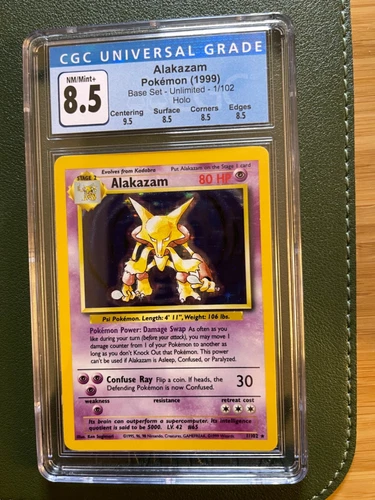 CGC UNIVERSAL GRADE
NM/Mint+
8.5
Alakazam
Pokémon (1999)
Base Set - Unlimited - 1/102
Holo
Centering Surface Corners Edges
9.5 8.5 8.5 8.5
STAGE 2
Evolves from Kadabra
Put Alakazam on the Stage 1 card
Alakazam
80 HP
Psi Pokémon. Length: 4' 11", Weight: 106 lbs.
Pokémon Power: Damage Swap As often as you
like during your turn (before your attack), you may move 1
damage counter from 1 of your Pokémon to another as
long as you don't Knock Out that Pokémon. This power
can't be used if Alakazam is Asleep, Confused, or Paralyzed.
Confuse Ray Flip a coin. If heads, the
Defending Pokémon is now Confused.
30
weakness resistance retreat cost
Its brain can outperform a supercomputer. Its intelligence
quotient is said to be 5000. LV. 42 #65
Illus. Ken Sugimori
1/102 ★